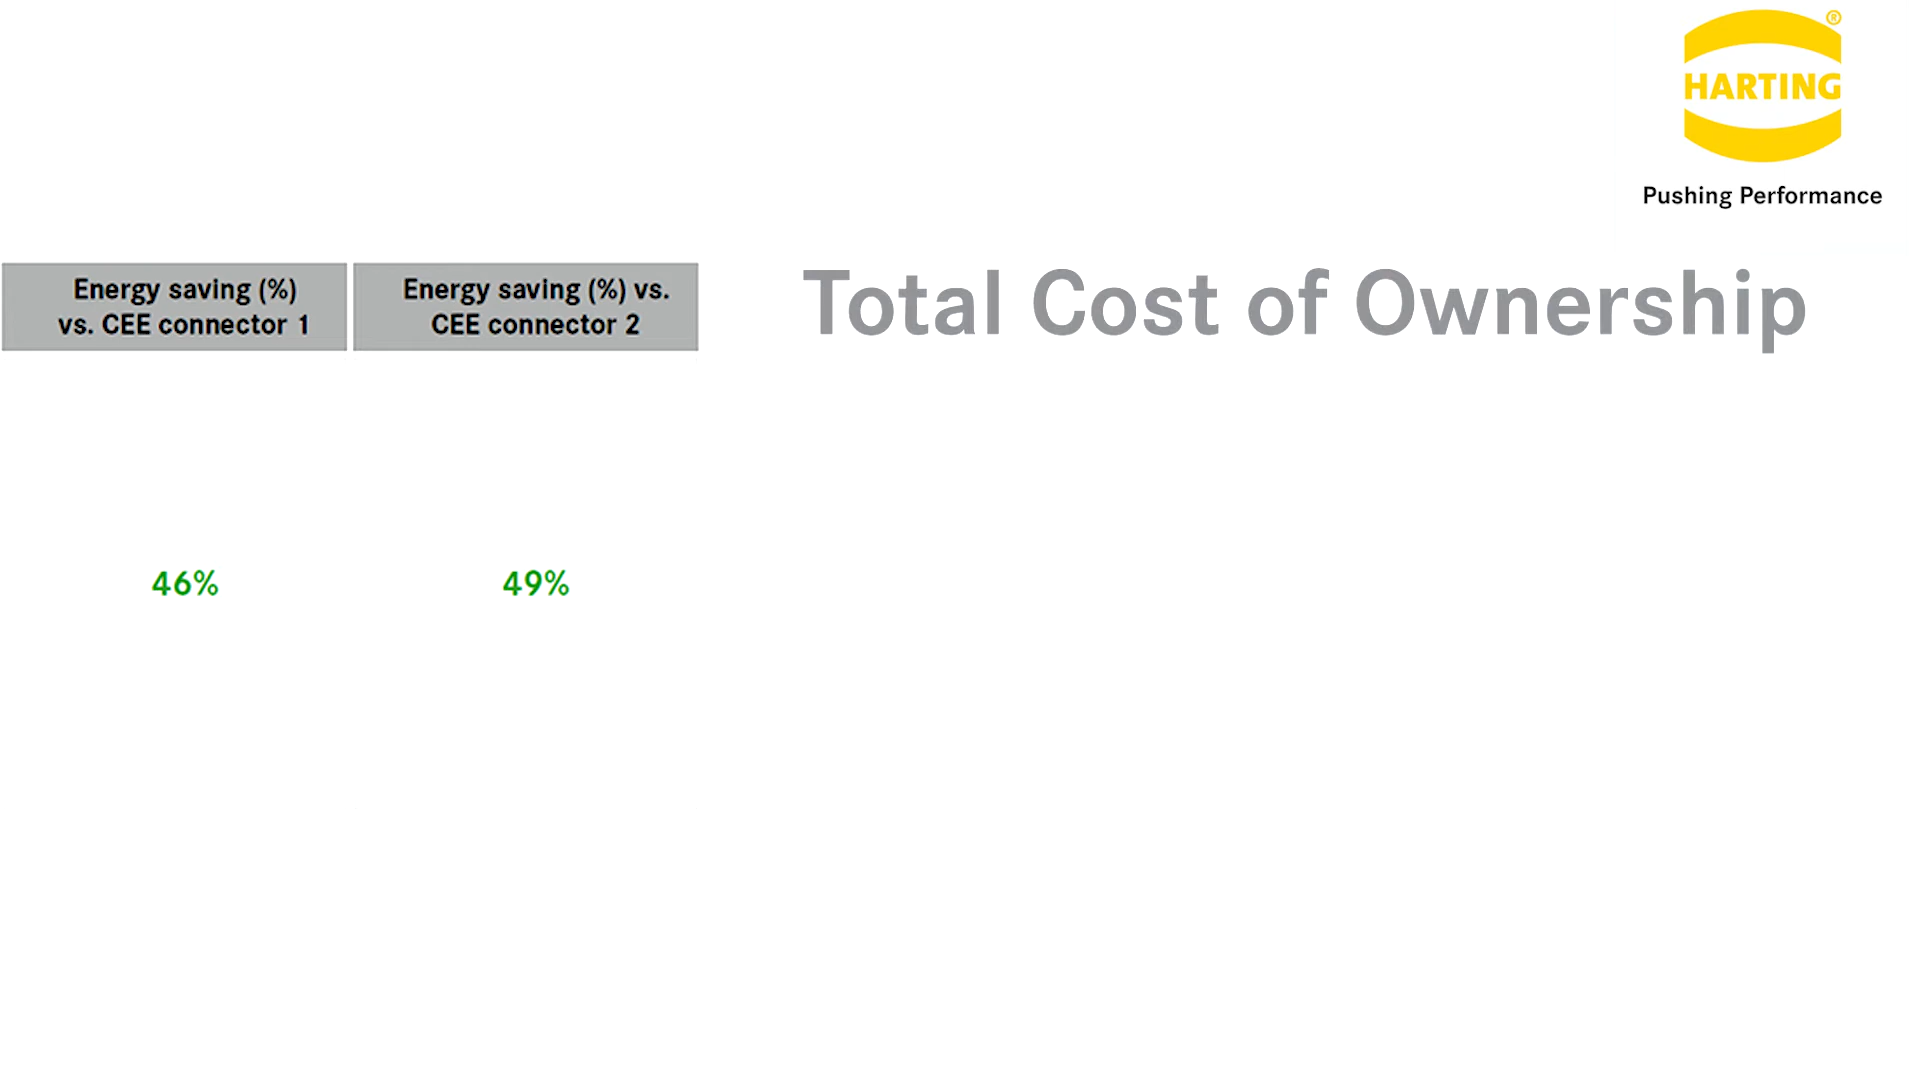 ®
HARTING
Pushing Performance
Energy saving (%)
vs. CEE connector 1
Energy saving (%) vs.
CEE connector 2
Total Cost of Ownership
46%
49%